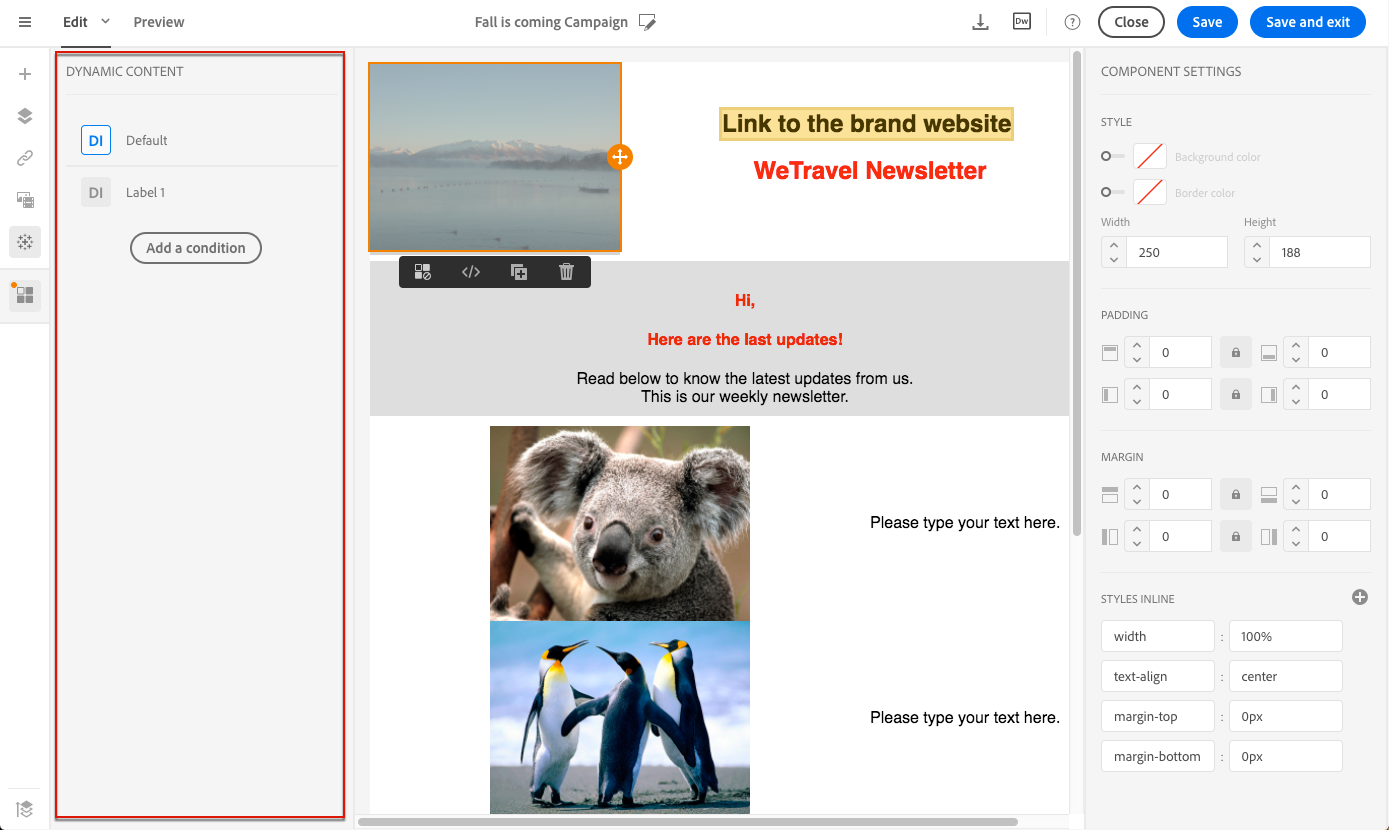 Edit
Preview
Fall is coming Campaign
Dw
?
Close
Save
Save and exit
DYNAMIC CONTENT
DI Default
DI Label 1
Add a condition
Link to the brand website
WeTravel Newsletter
Hi,
Here are the last updates!
Read below to know the latest updates from us.
This is our weekly newsletter.
Please type your text here.
Please type your text here.
COMPONENT SETTINGS
STYLE
Background color
Border color
Width Height
250 188
PADDING
0 0
0 0
MARGIN
0 0
0 0
STYLES INLINE
width : 100%
text-align : center
margin-top : 0px
margin-bottom : 0px